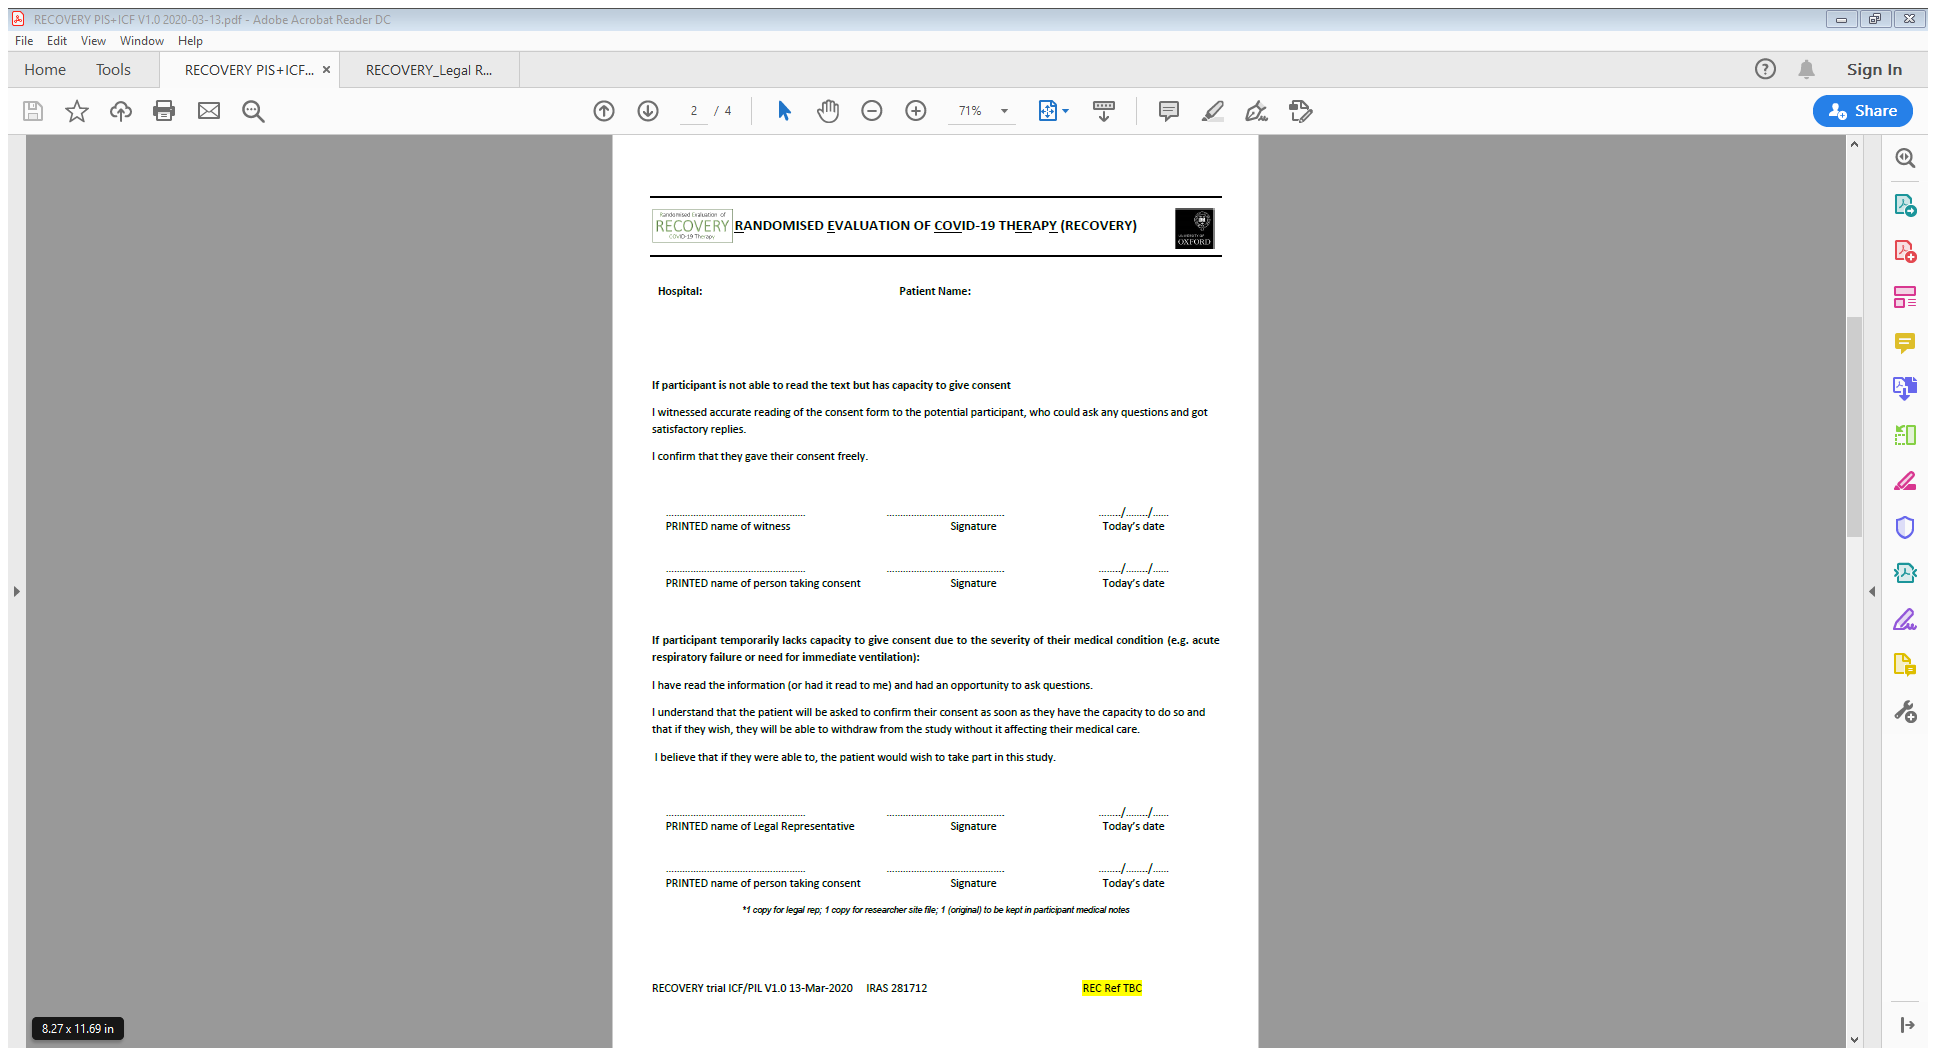 RECOVERY PIS+ICF V1.0 2020-03-13.pdf - Adobe Acrobat Reader DC
File Edit View Window Help
Home Tools RECOVERY PIS+ICF... × RECOVERY_Legal R... Sign In
2 / 4 71% Share
Randomised Evaluation of
RECOVERY
COVID-19 Therapy
RANDOMISED EVALUATION OF COVID-19 THERAPY (RECOVERY)
UNIVERSITY OF
OXFORD
Hospital: Patient Name:
If participant is not able to read the text but has capacity to give consent
I witnessed accurate reading of the consent form to the potential participant, who could ask any questions and got
satisfactory replies.
I confirm that they gave their consent freely.
................................................... ........................................... ......../......../......
PRINTED name of witness Signature Today's date
................................................... ........................................... ......../......../......
PRINTED name of person taking consent Signature Today's date
If participant temporarily lacks capacity to give consent due to the severity of their medical condition (e.g. acute
respiratory failure or need for immediate ventilation):
I have read the information (or had it read to me) and had an opportunity to ask questions.
I understand that the patient will be asked to confirm their consent as soon as they have the capacity to do so and
that if they wish, they will be able to withdraw from the study without it affecting their medical care.
I believe that if they were able to, the patient would wish to take part in this study.
................................................... ........................................... ......../......../......
PRINTED name of Legal Representative Signature Today's date
................................................... ........................................... ......../......../......
PRINTED name of person taking consent Signature Today's date
*1 copy for legal rep; 1 copy for researcher site file; 1 (original) to be kept in participant medical notes
RECOVERY trial ICF/PIL V1.0 13-Mar-2020 IRAS 281712 REC Ref TBC
8.27 x 11.69 in